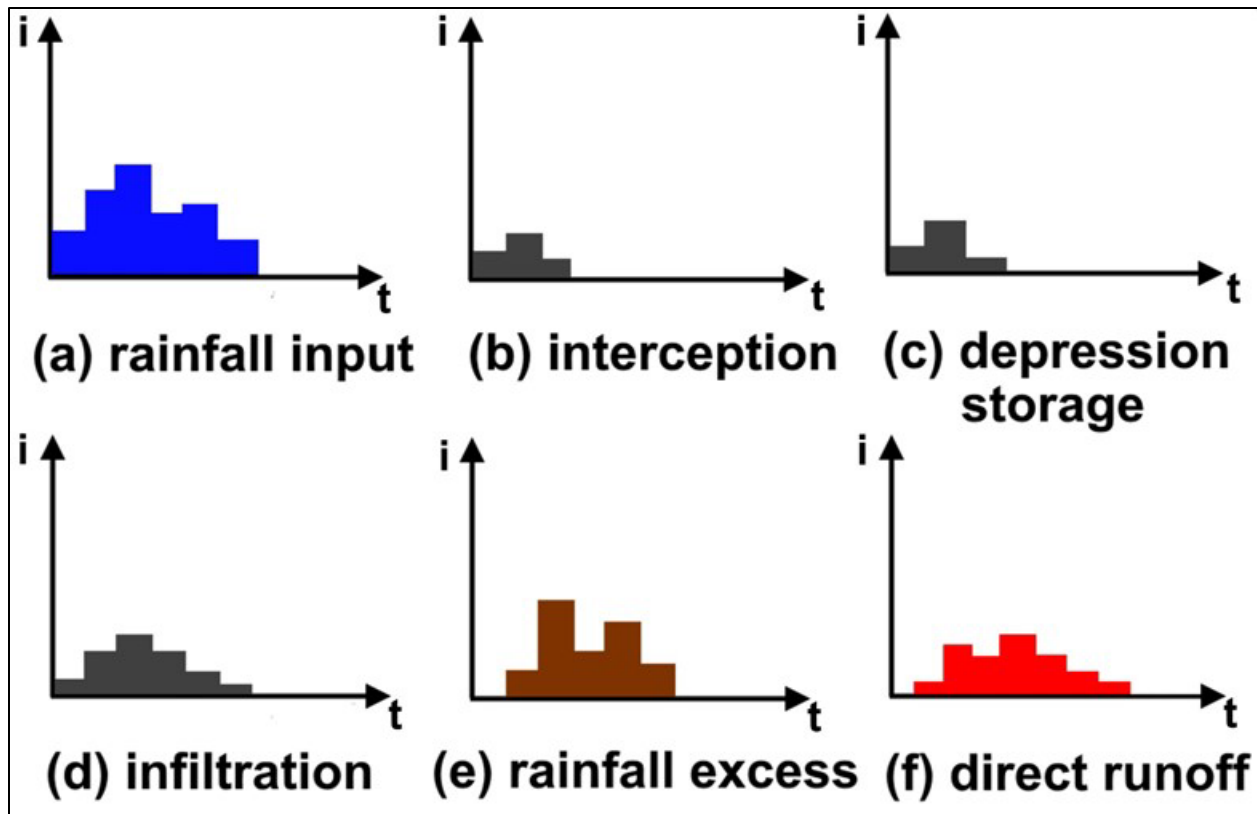 i
t
(a) rainfall input
i
t
(b) interception
i
t
(c) depression
storage
i
t
(d) infiltration
i
t
(e) rainfall excess
i
t
(f) direct runoff